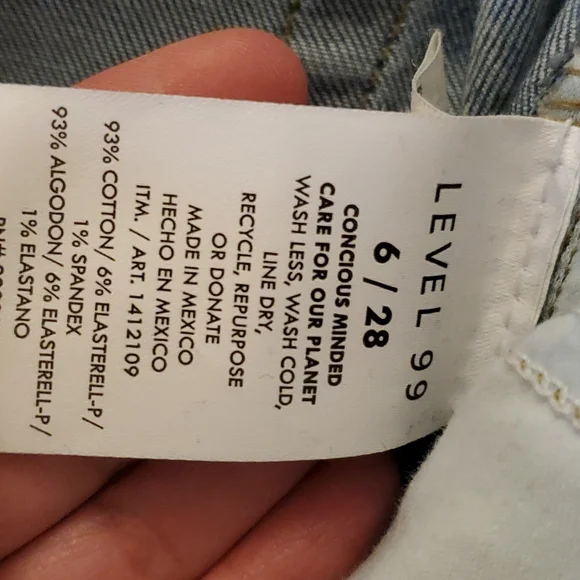 LEVEL 99
6 / 28
CONCIOUS MINDED
CARE FOR OUR PLANET
WASH LESS, WASH COLD,
LINE DRY,
RECYCLE, REPURPOSE
OR DONATE
MADE IN MEXICO
HECHO EN MEXICO
ITM. / ART. 1412109
93% COTTON/ 6% ELASTERELL-P/
1% SPANDEX
93% ALGODON/ 6% ELASTERELL-P/
1% ELASTANO